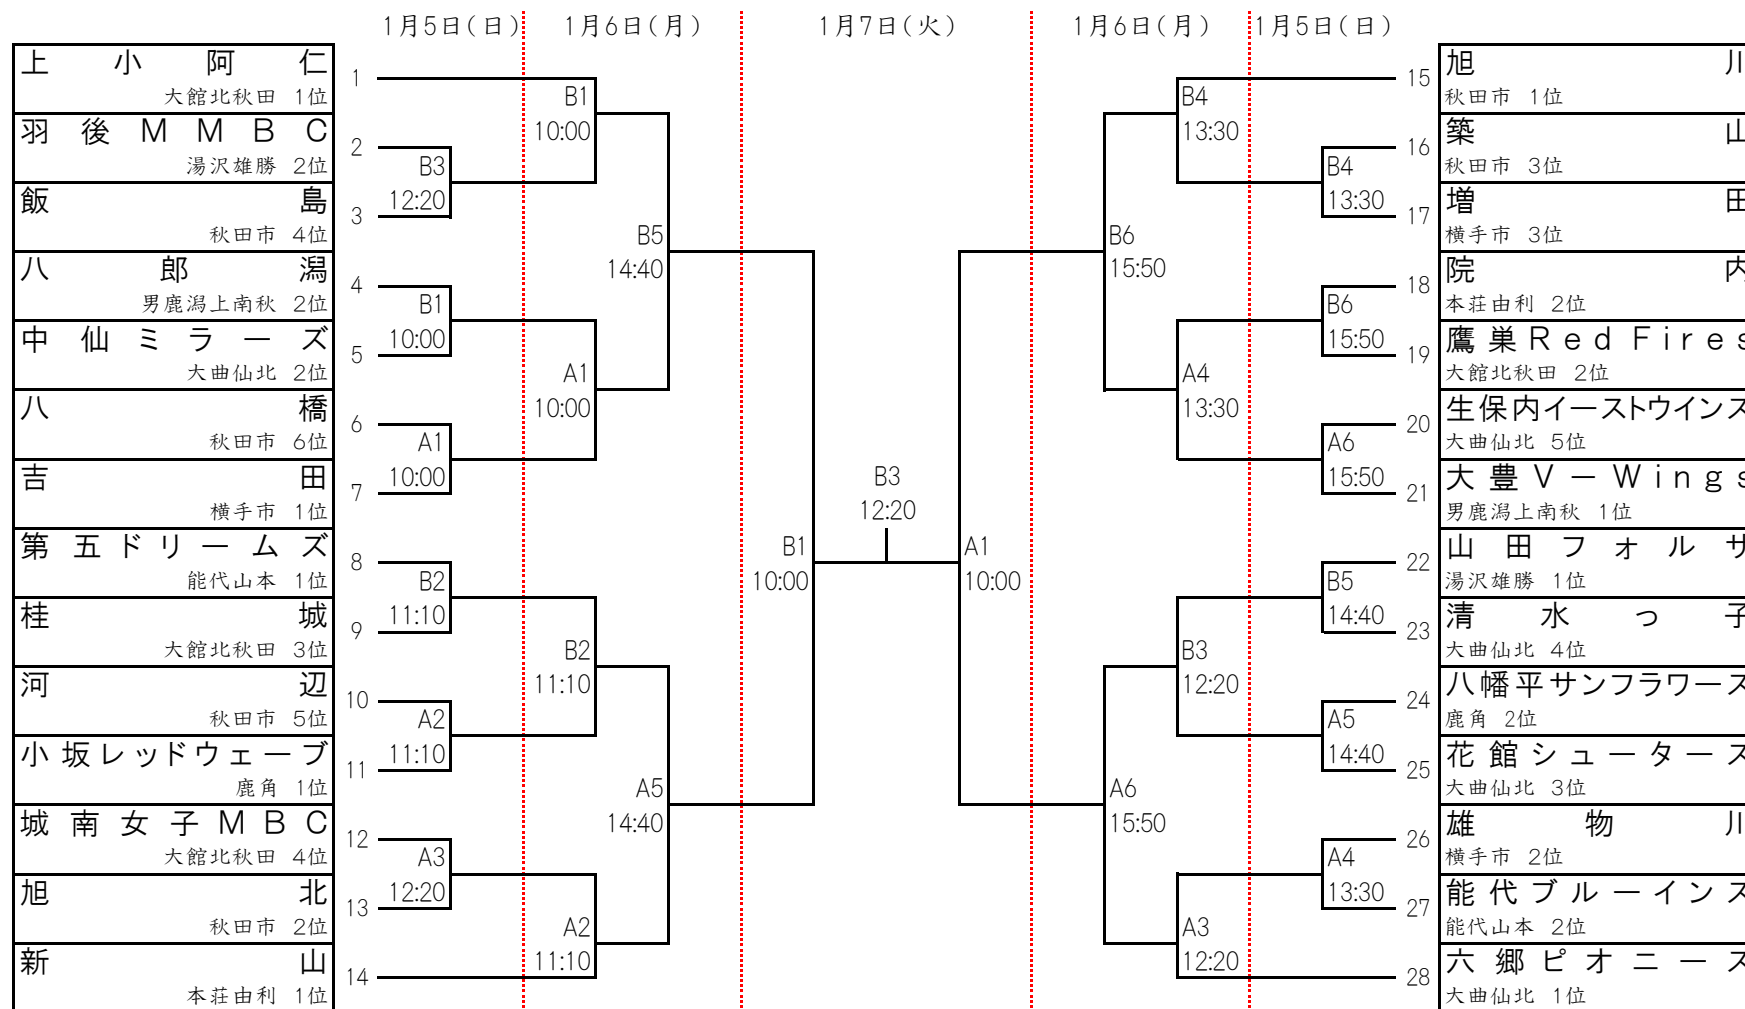 1月5日(日)
1月6日(月)
1月7日(火)
1月6日(月)
1月5日(日)
上小阿仁
大館北秋田 1位
1
羽後MMBC
湯沢雄勝 2位
2
飯島
秋田市 4位
3
八郎潟
男鹿潟上南秋 2位
4
中仙ミラーズ
大曲仙北 2位
5
八橋
秋田市 6位
6
吉田
横手市 1位
7
第五ドリームズ
能代山本 1位
8
桂城
大館北秋田 3位
9
河辺
秋田市 5位
10
小坂レッドウェーブ
鹿角 1位
11
城南女子MBC
大館北秋田 4位
12
旭北
秋田市 2位
13
新山
本荘由利 1位
14
B3
12:20
B1
10:00
A1
10:00
B2
11:10
A2
11:10
A3
12:20
B1
10:00
A1
10:00
B2
11:10
A2
11:10
B5
14:40
A5
14:40
B1
10:00
B3
12:20
A1
10:00
B6
15:50
A6
15:50
B4
13:30
A4
13:30
B3
12:20
A3
12:20
B4
13:30
B6
15:50
A6
15:50
B5
14:40
A5
14:40
A4
13:30
15
旭川
秋田市 1位
16
築山
秋田市 3位
17
増田
横手市 3位
18
院内
本荘由利 2位
19
鷹巣Red Fires
大館北秋田 2位
20
生保内イーストウインズ
大曲仙北 5位
21
大豊V－Wings
男鹿潟上南秋 1位
22
山田フォルサ
湯沢雄勝 1位
23
清水っ子
大曲仙北 4位
24
八幡平サンフラワーズ
鹿角 2位
25
花館シューターズ
大曲仙北 3位
26
雄物川
横手市 2位
27
能代ブルーインズ
能代山本 2位
28
六郷ピオニーズ
大曲仙北 1位